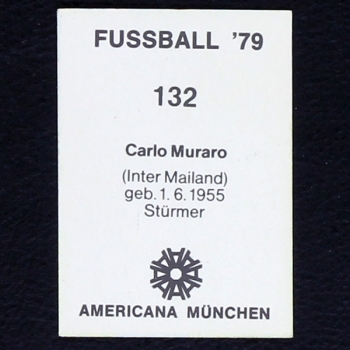 FUSSBALL ’79
132
Carlo Muraro
(Inter Mailand)
geb. 1. 6. 1955
Stürmer
AMERICANA MÜNCHEN